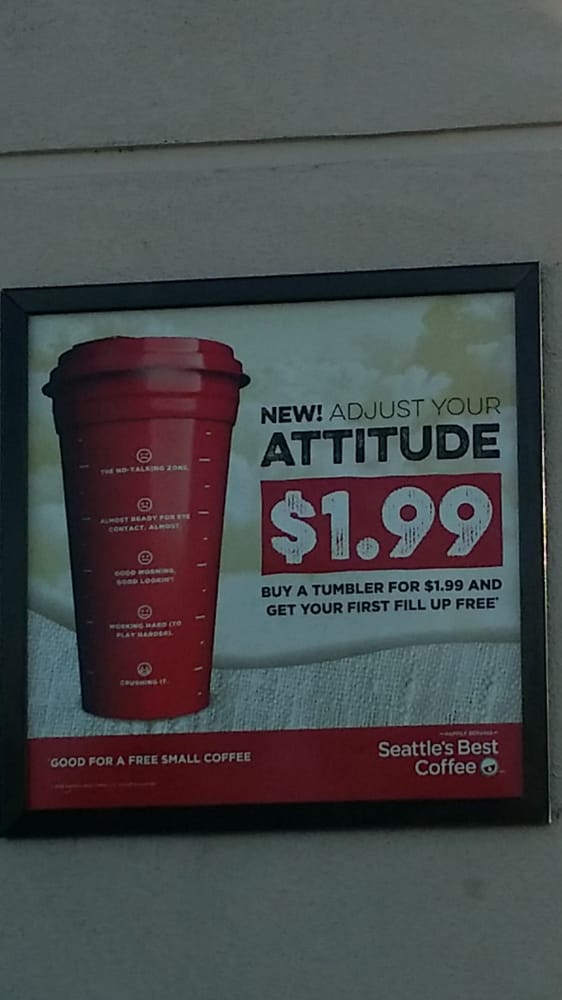 NEW! ADJUST YOUR
ATTITUDE
$1.99
BUY A TUMBLER FOR $1.99 AND
GET YOUR FIRST FILL UP FREE*
THE NO-TALKING ZONE.
ALMOST READY FOR EYE
CONTACT. ALMOST.
GOOD MORNING,
GOOD LOOKIN'!
WORKING HARD (TO
PLAY HARDER).
CRUSHING IT.
*GOOD FOR A FREE SMALL COFFEE
Seattle's Best
Coffee